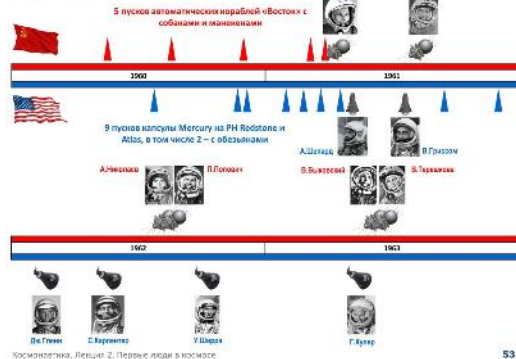 5 пусков автоматических кораблей «Восток» с
собаками и манекенами
1960 1961
9 пусков капсулы Mercury на РН Redstone и
Atlas, в том числе 2 – с обезьянами
А.Шепард В.Гриссом
А.Николаев П.Попович В.Быковский В.Терешкова
1962 1963
Дж.Гленн С.Карпентер У.Ширра Г.Купер
Космонавтика. Лекция 2. Первые люди в космосе 53